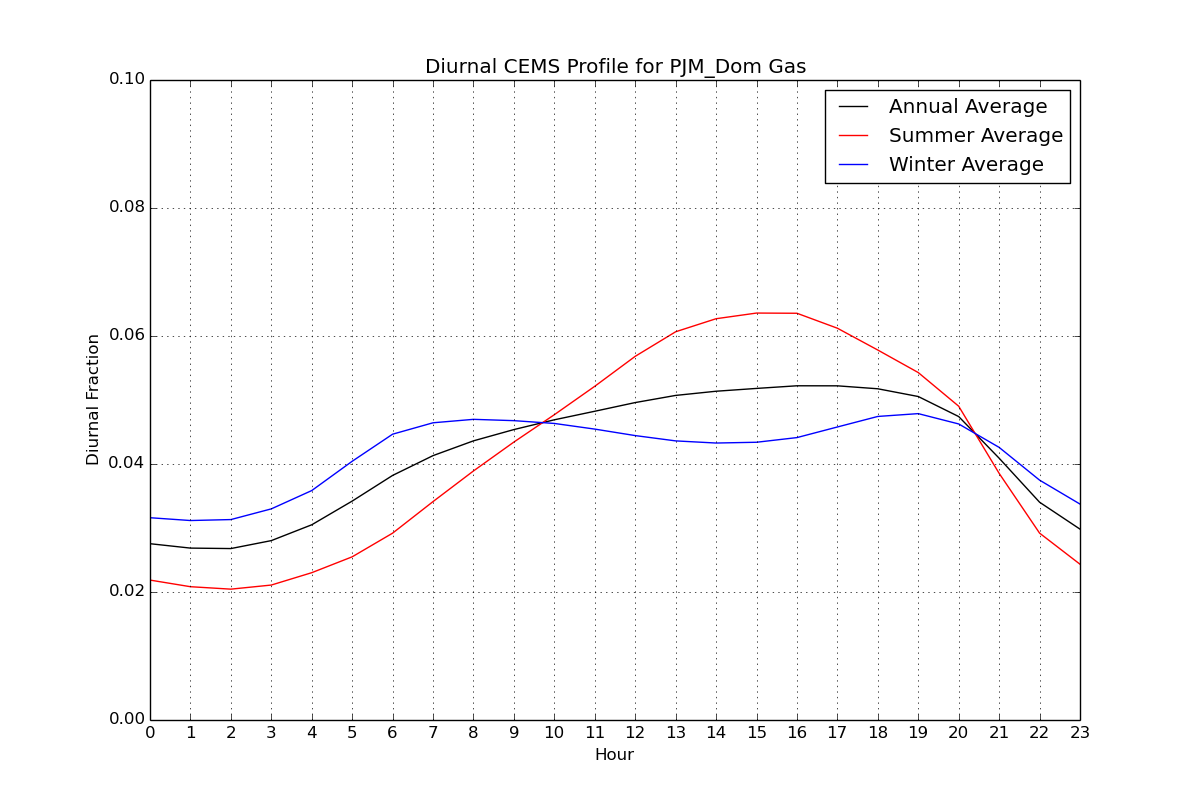 Diurnal CEMS Profile for PJM_Dom Gas
0.10
0.08
0.06
0.04
0.02
0.00
Diurnal Fraction
Annual Average
Summer Average
Winter Average
0 1 2 3 4 5 6 7 8 9 10 11 12 13 14 15 16 17 18 19 20 21 22 23
Hour